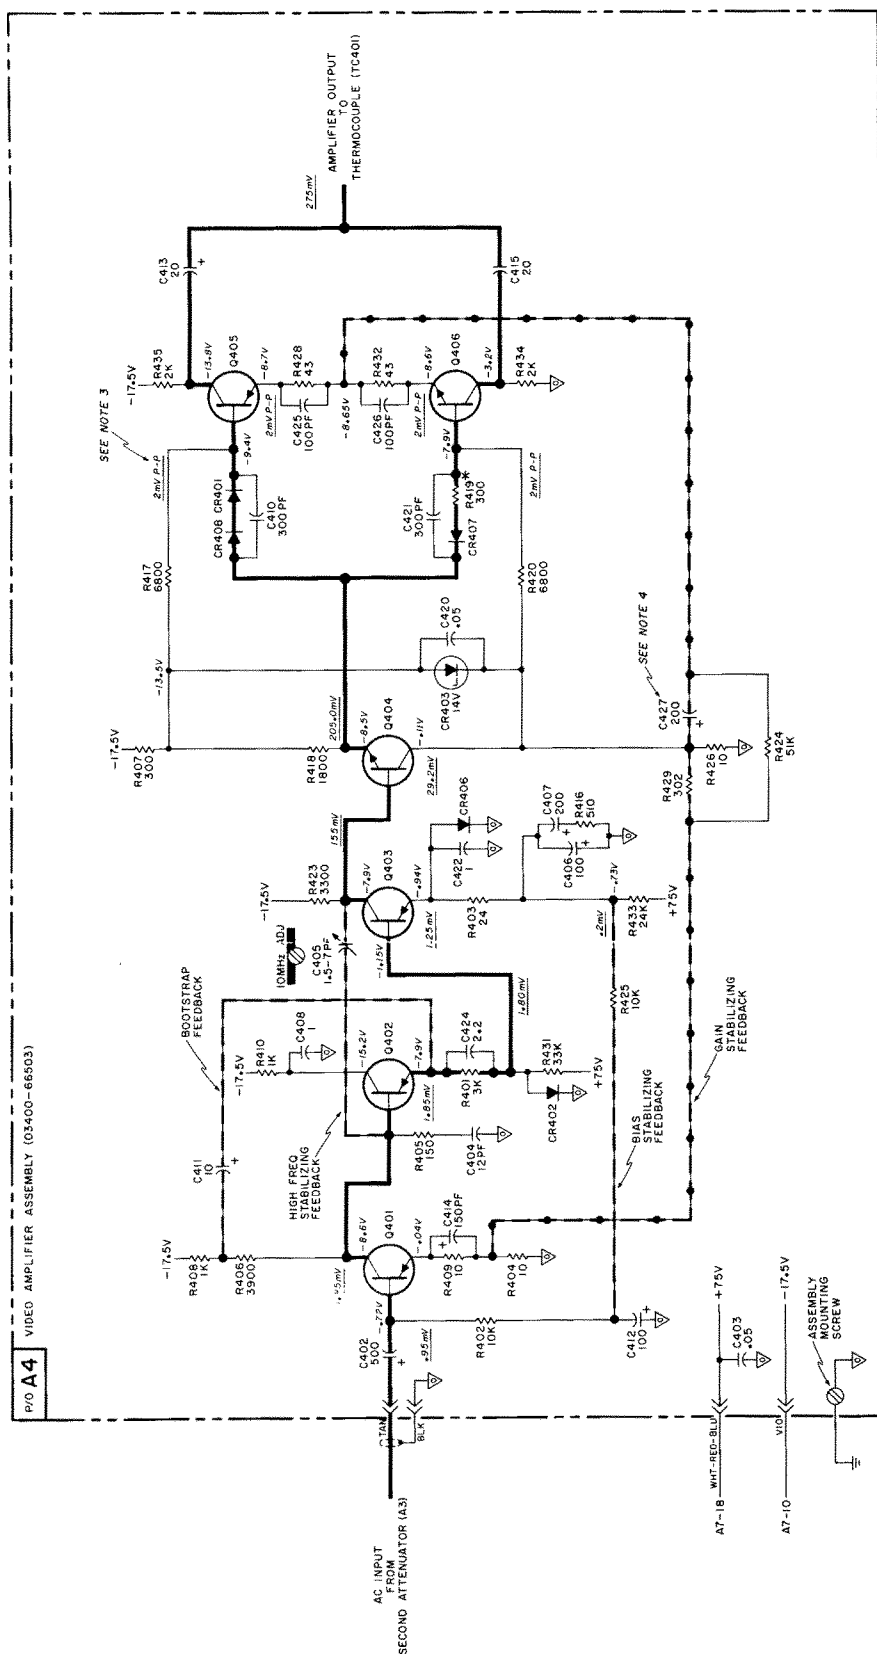 P/O A4
VIDEO AMPLIFIER ASSEMBLY (03400-66503)
AC INPUT
FROM
SECOND ATTENUATOR (A3)
TAN
BLK
C402
500
+
-.72V
.95mV
R402
10K
C412
100
+
-17.5V
R408
1K
R406
3900
C411
10
+
BOOTSTRAP
FEEDBACK
-8.6V
Q401
-.04V
C414
150PF
+
R409
10
R404
10
HIGH FREQ
STABILIZING
FEEDBACK
-17.5V
R410
1K
C408
1
-15.2V
Q402
-7.9V
1.85mV
R405
150
C404
12PF
C424
2.2
R401
3K
CR402
R431
33K
+75V
1.80mV
10MHz ADJ
C405
1.5-7PF
-17.5V
R423
3300
-7.9V
Q403
-1.15V
-.94V
1.25mV
R403
24
C422
1
CR406
C407
200
+
R416
510
C406
100
+
-.73V
.2mV
R433
24K
+75V
R425
10K
BIAS
STABILIZING
FEEDBACK
GAIN
STABILIZING
FEEDBACK
155mV
-17.5V
R407
300
R418
1800
205.0mV
-8.5V
Q404
-.11V
29.2mV
-13.5V
CR403
14V
C420
.05
R417
6800
R420
6800
SEE NOTE 3
2mV P-P
CR408
CR401
C410
300PF
C421
300PF
CR407
R419*
300
2mV P-P
-9.4V
-7.9V
-17.5V
R435
2K
-13.8V
Q405
-8.7V
2mV P-P
C425
100PF
R428
43
-8.65V
C426
100PF
R432
43
2mV P-P
-8.6V
Q406
-3.2V
R434
2K
C413
20
+
C415
20
275mV
AMPLIFIER OUTPUT
TO
THERMOCOUPLE (TC401)
SEE NOTE 4
C427
200
+
R429
302
R426
10
R424
51K
A7-18
WHT-RED-BLU
+75V
C403
.05
A7-10
VIO
-17.5V
ASSEMBLY
MOUNTING
SCREW